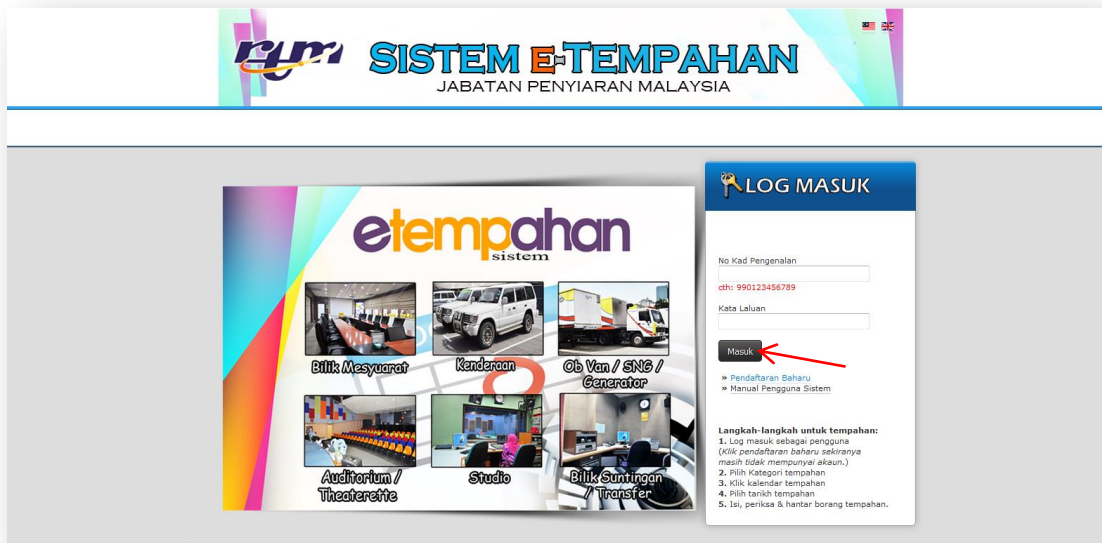 rtm
SISTEM E-TEMPAHAN
JABATAN PENYIARAN MALAYSIA
etempahan
sistem
Bilik Mesyuarat
Kenderaan
Ob Van / SNG /
Generator
Auditorium /
Theaterette
Studio
Bilik Suntingan
/ Transfer
LOG MASUK
No Kad Pengenalan
cth: 990123456789
Kata Laluan
Masuk
» Pendaftaran Baharu
» Manual Pengguna Sistem
Langkah-langkah untuk tempahan:
1. Log masuk sebagai pengguna
(Klik pendaftaran baharu sekiranya
masih tidak mempunyai akaun.)
2. Pilih Kategori tempahan
3. Klik kalendar tempahan
4. Pilih tarikh tempahan
5. Isi, periksa & hantar borang tempahan.